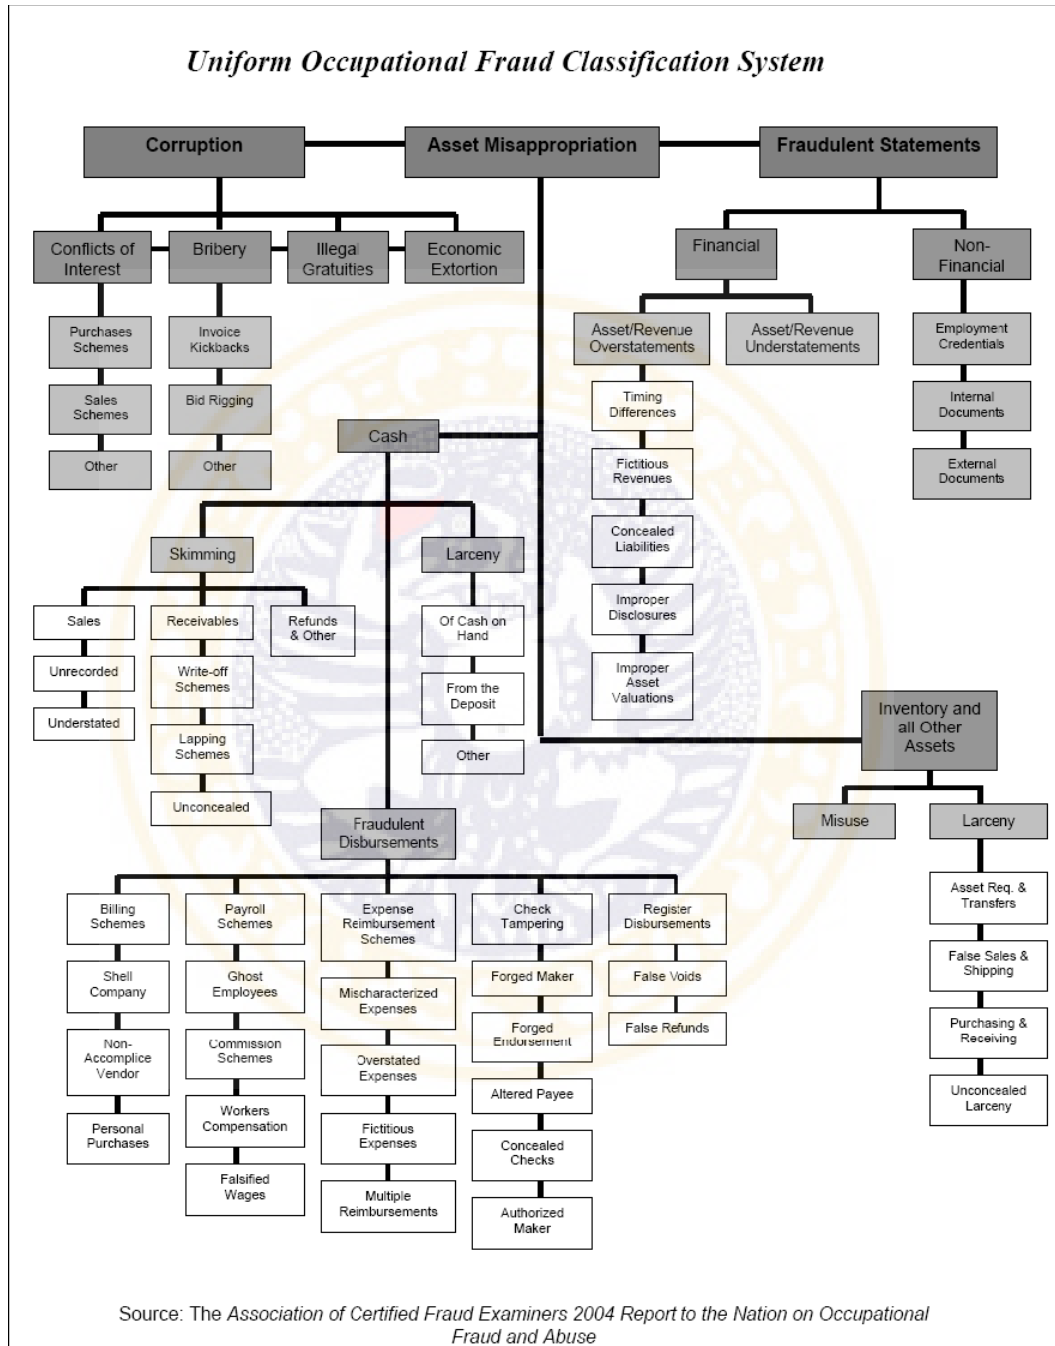 Uniform Occupational Fraud Classification System
Corruption
Asset Misappropriation
Fraudulent Statements
Conflicts of
Interest
Bribery
Illegal
Gratuities
Economic
Extortion
Financial
Non-
Financial
Purchases
Schemes
Sales
Schemes
Other
Invoice
Kickbacks
Bid Rigging
Other
Asset/Revenue
Overstatements
Asset/Revenue
Understatements
Timing
Differences
Fictitious
Revenues
Concealed
Liabilities
Improper
Disclosures
Improper
Asset
Valuations
Employment
Credentials
Internal
Documents
External
Documents
Cash
Skimming
Larceny
Sales
Unrecorded
Understated
Receivables
Write-off
Schemes
Lapping
Schemes
Unconcealed
Refunds
& Other
Of Cash on
Hand
From the
Deposit
Other
Inventory and
all Other
Assets
Misuse
Larceny
Asset Req. &
Transfers
False Sales &
Shipping
Purchasing &
Receiving
Unconcealed
Larceny
Fraudulent
Disbursements
Billing
Schemes
Shell
Company
Non-
Accomplice
Vendor
Personal
Purchases
Payroll
Schemes
Ghost
Employees
Commission
Schemes
Workers
Compensation
Falsified
Wages
Expense
Reimbursement
Schemes
Mischaracterized
Expenses
Overstated
Expenses
Fictitious
Expenses
Multiple
Reimbursements
Check
Tampering
Forged Maker
Forged
Endorsement
Altered Payee
Concealed
Checks
Authorized
Maker
Register
Disbursements
False Voids
False Refunds
Source: The Association of Certified Fraud Examiners 2004 Report to the Nation on Occupational
Fraud and Abuse